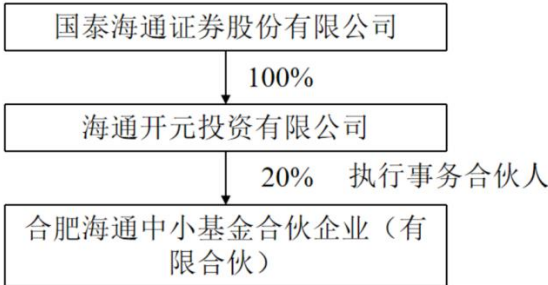 国泰海通证券股份有限公司
100%
海通开元投资有限公司
20% 执行事务合伙人
合肥海通中小基金合伙企业（有
限合伙）